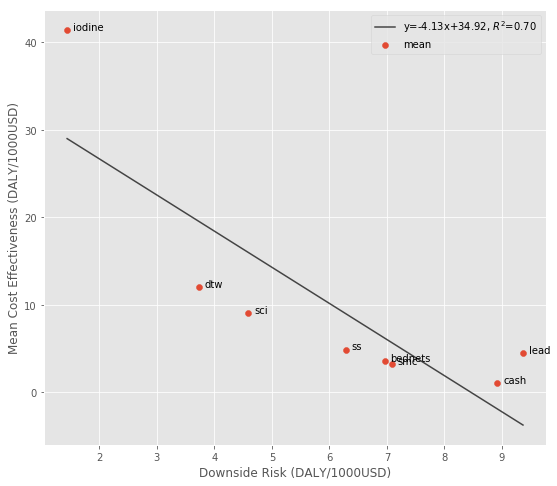 y=-4.13x+34.92, R²=0.70
mean
iodine
dtw
sci
ss
bednets
smc
lead
cash
Mean Cost Effectiveness (DALY/1000USD)
40
30
20
10
0
2 3 4 5 6 7 8 9
Downside Risk (DALY/1000USD)